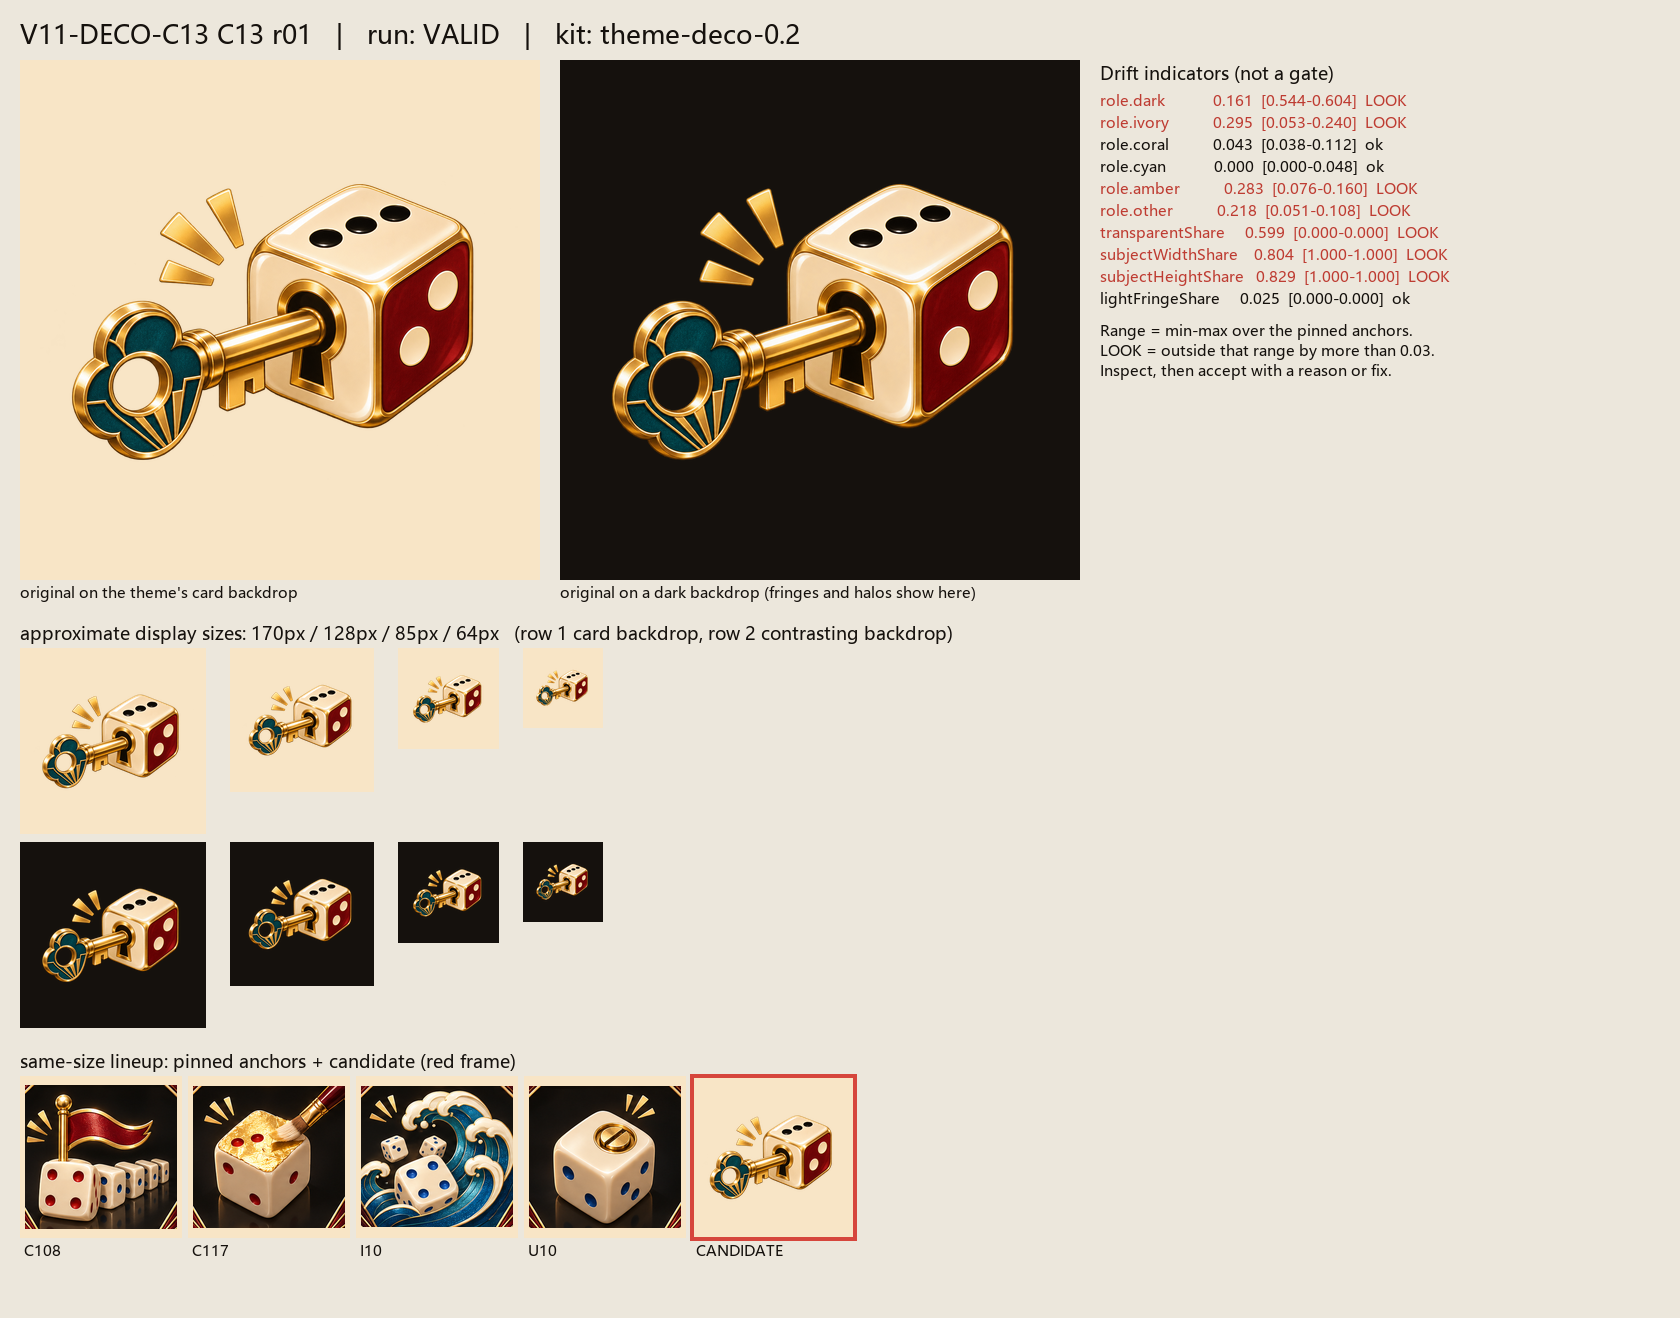 V11-DECO-C13 C13 r01 | run: VALID | kit: theme-deco-0.2
Drift indicators (not a gate)
role.dark 0.161 [0.544-0.604] LOOK
role.ivory 0.295 [0.053-0.240] LOOK
role.coral 0.043 [0.038-0.112] ok
role.cyan 0.000 [0.000-0.048] ok
role.amber 0.283 [0.076-0.160] LOOK
role.other 0.218 [0.051-0.108] LOOK
transparentShare 0.599 [0.000-0.000] LOOK
subjectWidthShare 0.804 [1.000-1.000] LOOK
subjectHeightShare 0.829 [1.000-1.000] LOOK
lightFringeShare 0.025 [0.000-0.000] ok
Range = min-max over the pinned anchors.
LOOK = outside that range by more than 0.03.
Inspect, then accept with a reason or fix.
original on the theme's card backdrop
original on a dark backdrop (fringes and halos show here)
approximate display sizes: 170px / 128px / 85px / 64px (row 1 card backdrop, row 2 contrasting backdrop)
same-size lineup: pinned anchors + candidate (red frame)
C108
C117
I10
U10
CANDIDATE